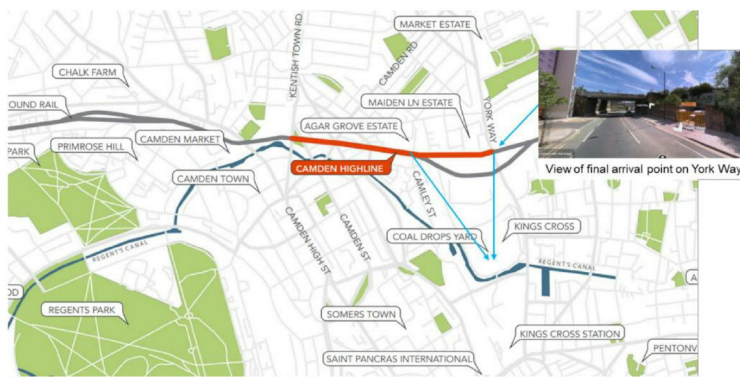 MARKET ESTATE
KENTISH TOWN RD
CAMDEN RD
CHALK FARM
MAIDEN LN ESTATE
YORK WAY
OUND RAIL
AGAR GROVE ESTATE
CAMDEN MARKET
PARK
PRIMROSE HILL
CAMDEN HIGHLINE
View of final arrival point on York Way
CAMDEN TOWN
CAMLEY ST
CAMDEN HIGH ST
CAMDEN ST
COAL DROPS YARD
KINGS CROSS
REGENT'S CANAL
REGENT'S CANAL
OD
REGENTS PARK
SOMERS TOWN
KINGS CROSS STATION
SAINT PANCRAS INTERNATIONAL
PENTONV